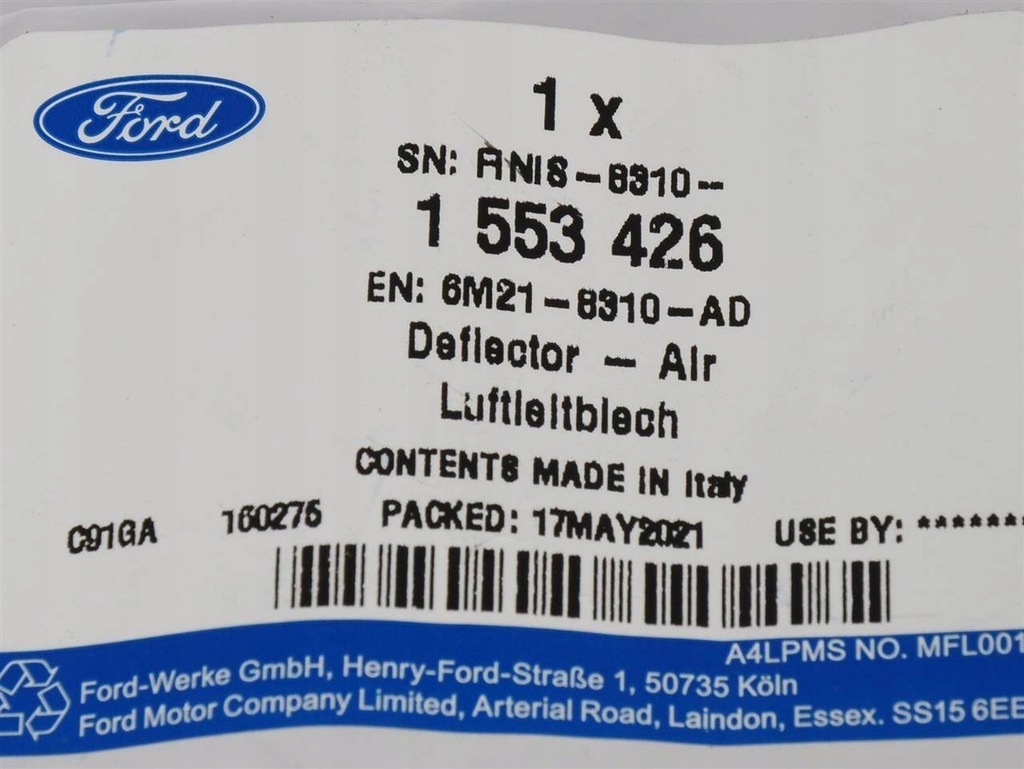 Ford
1 x
SN: ANIS-8310-
1 553 426
EN: 6M21-8310-AD
Deflector - Air
Luftleitblech
CONTENTS MADE IN Italy
C91GA 160275 PACKED: 17MAY2021 USE BY: *******
A4LPMS NO. MFL001
Ford-Werke GmbH, Henry-Ford-Straße 1, 50735 Köln
Ford Motor Company Limited, Arterial Road, Laindon, Essex. SS15 6EE